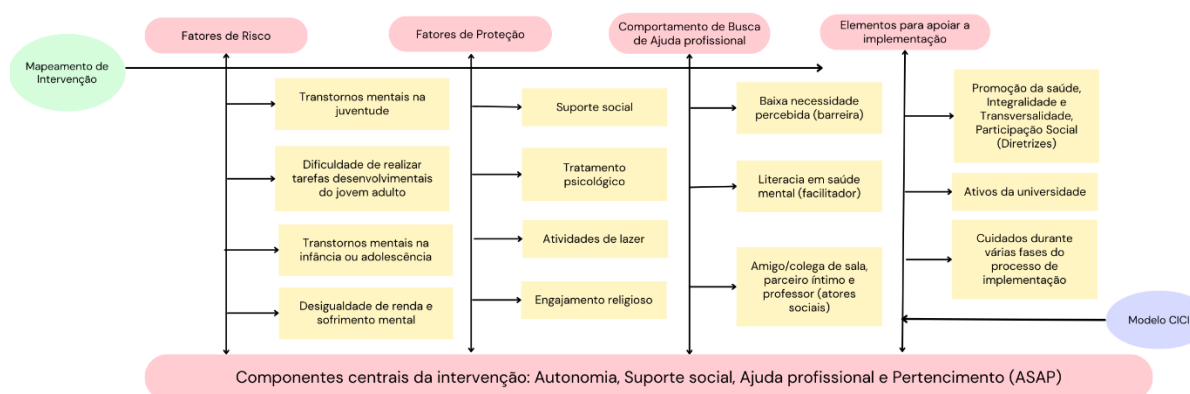 Mapeamento de
Intervenção
Fatores de Risco
Transtornos mentais na
juventude
Dificuldade de realizar
tarefas desenvolvimentais
do jovem adulto
Transtornos mentais na
infância ou adolescência
Desigualdade de renda e
sofrimento mental
Fatores de Proteção
Suporte social
Tratamento
psicológico
Atividades de lazer
Engajamento religioso
Comportamento de Busca
de Ajuda profissional
Baixa necessidade
percebida (barreira)
Literacia em saúde
mental (facilitador)
Amigo/colega de sala,
parceiro íntimo e
professor (atores
sociais)
Elementos para apoiar a
implementação
Promoção da saúde,
Integralidade e
Transversalidade,
Participação Social
(Diretrizes)
Ativos da universidade
Cuidados durante
várias fases do
processo de
implementação
Modelo CICI
Componentes centrais da intervenção: Autonomia, Suporte social, Ajuda profissional e Pertencimento (ASAP)